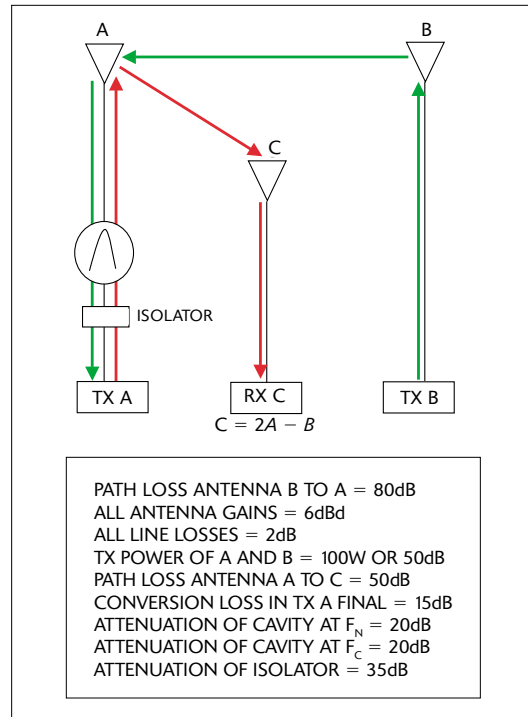 A
B
C
ISOLATOR
TX A
RX C
TX B
C = 2A – B
PATH LOSS ANTENNA B TO A = 80dB
ALL ANTENNA GAINS = 6dBd
ALL LINE LOSSES = 2dB
TX POWER OF A AND B = 100W OR 50dB
PATH LOSS ANTENNA A TO C = 50dB
CONVERSION LOSS IN TX A FINAL = 15dB
ATTENUATION OF CAVITY AT F_N = 20dB
ATTENUATION OF CAVITY AT F_C = 20dB
ATTENUATION OF ISOLATOR = 35dB